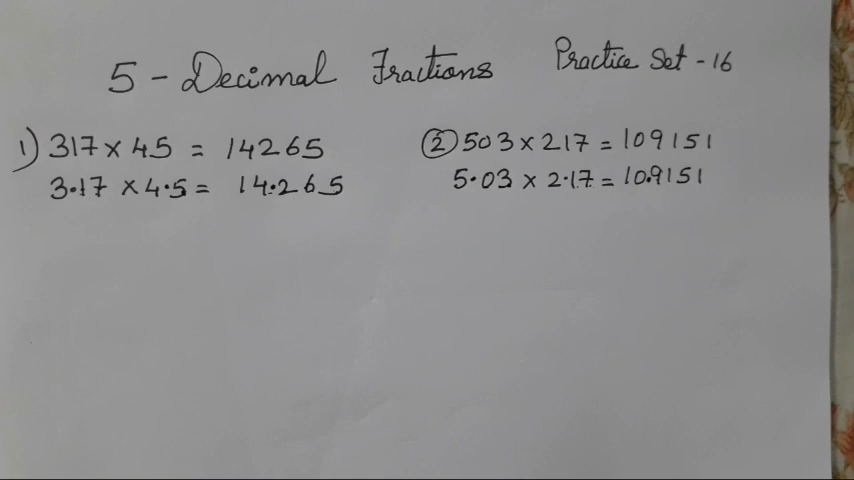 5 - Decimal Fractions Practice Set - 16
1) 317 × 45 = 14265
3.17 × 4.5 = 14.265
② 503 × 217 = 109151
5.03 × 2.17 = 10.9151